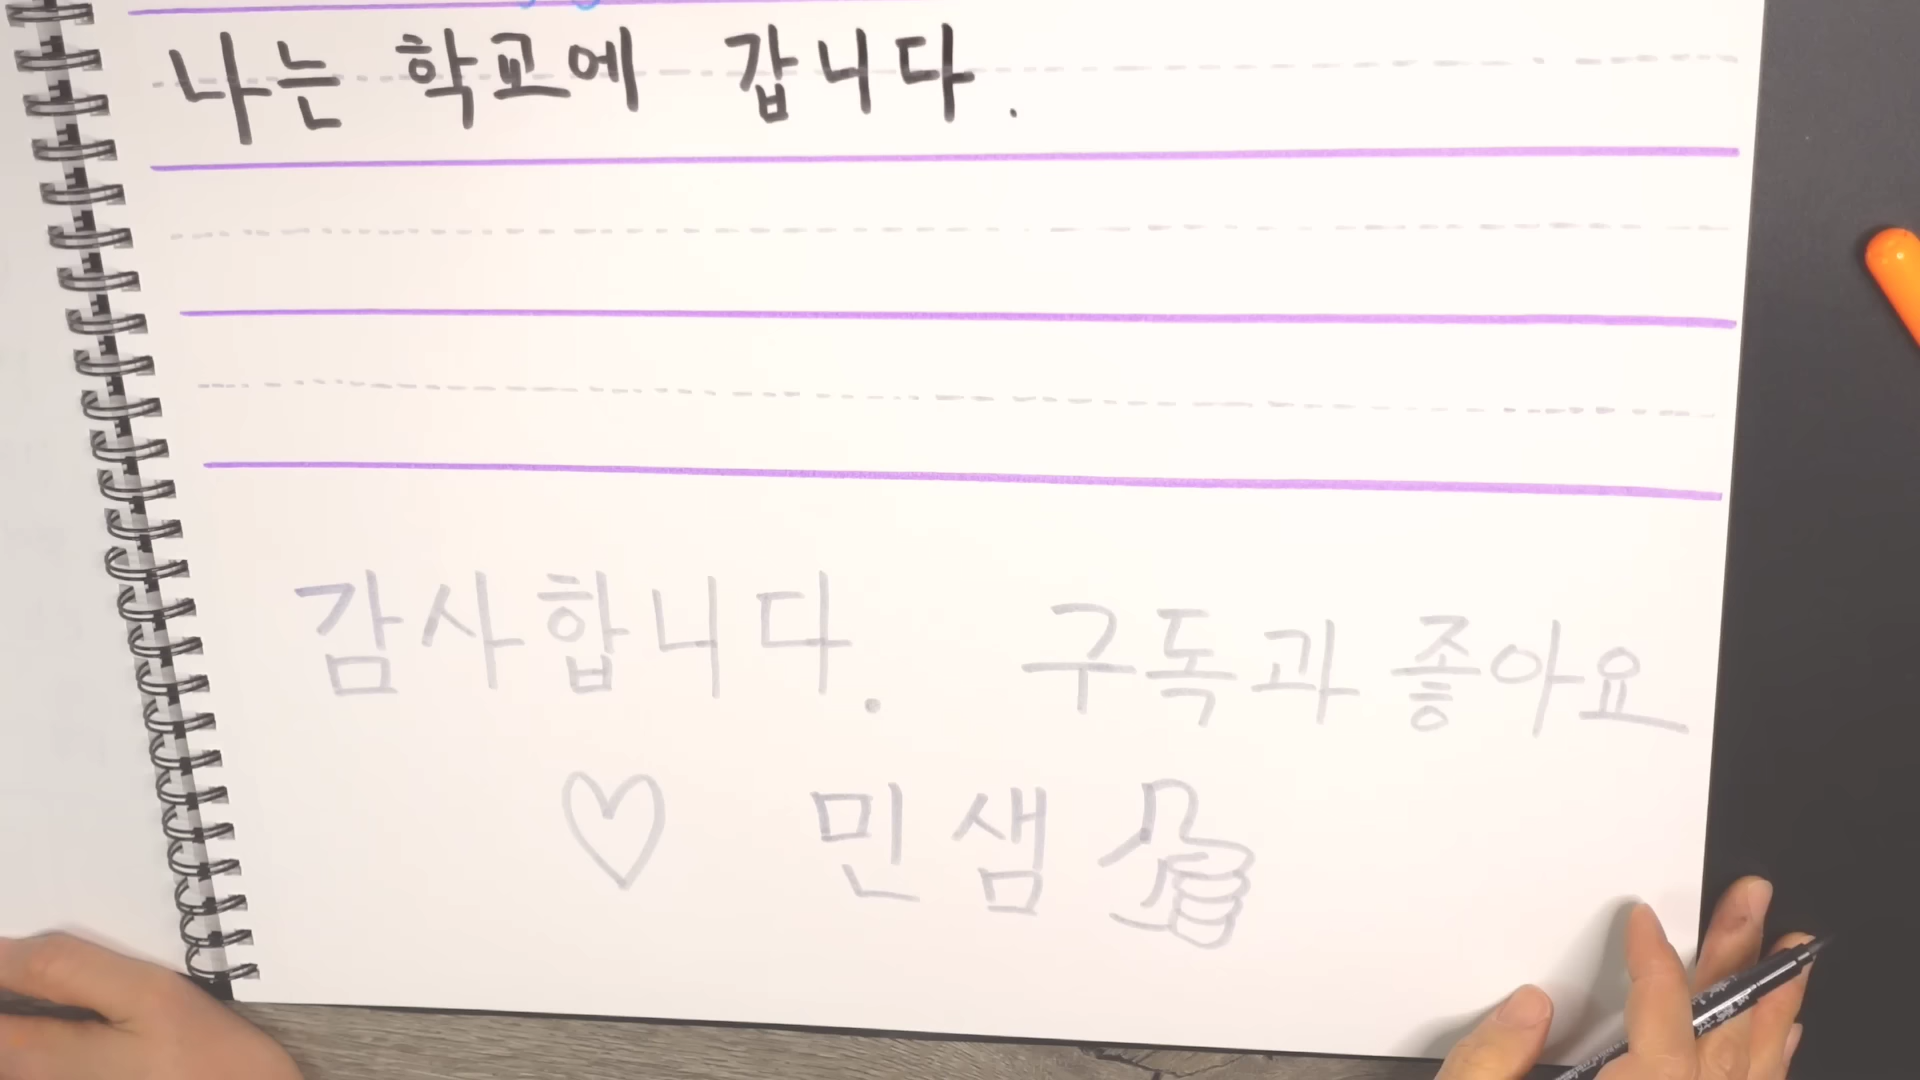 나는 학교에 갑니다.
감사합니다. 구독과 좋아요
민샘